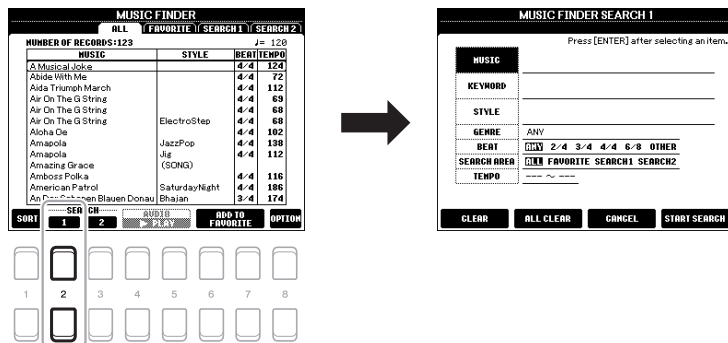 MUSIC FINDER
ALL FAVORITE SEARCH 1 SEARCH 2
NUMBER OF RECORDS:123 ♩= 120
MUSIC STYLE BEAT TEMPO
A Musical Joke 4/4 124
Abide With Me 4/4 72
Aida Triumph March 4/4 112
Air On The G String 4/4 69
Air On The G String 4/4 68
Air On The G String ElectroStep 4/4 68
Aloha Oe 4/4 102
Amapola JazzPop 4/4 138
Amapola Jig 4/4 112
Amazing Grace (SONG)
Amboss Polka 4/4 116
American Patrol SaturdayNight 4/4 186
An Der Schonen Blauen Donau Bhajan 3/4 174
SORT SEARCH 1 2 AUDIO ▶ PLAY ADD TO FAVORITE OPTION
1 2 3 4 5 6 7 8
MUSIC FINDER SEARCH 1
Press [ENTER] after selecting an item.
MUSIC
KEYWORD
STYLE
GENRE ANY
BEAT ANY 2/4 3/4 4/4 6/8 OTHER
SEARCH AREA ALL FAVORITE SEARCH1 SEARCH2
TEMPO --- ~ ---
CLEAR ALL CLEAR CANCEL START SEARCH